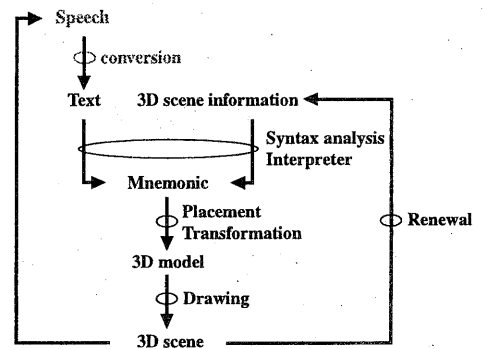 Speech
conversion
Text
3D scene information
Syntax analysis
Interpreter
Mnemonic
Placement
Transformation
Renewal
3D model
Drawing
3D scene